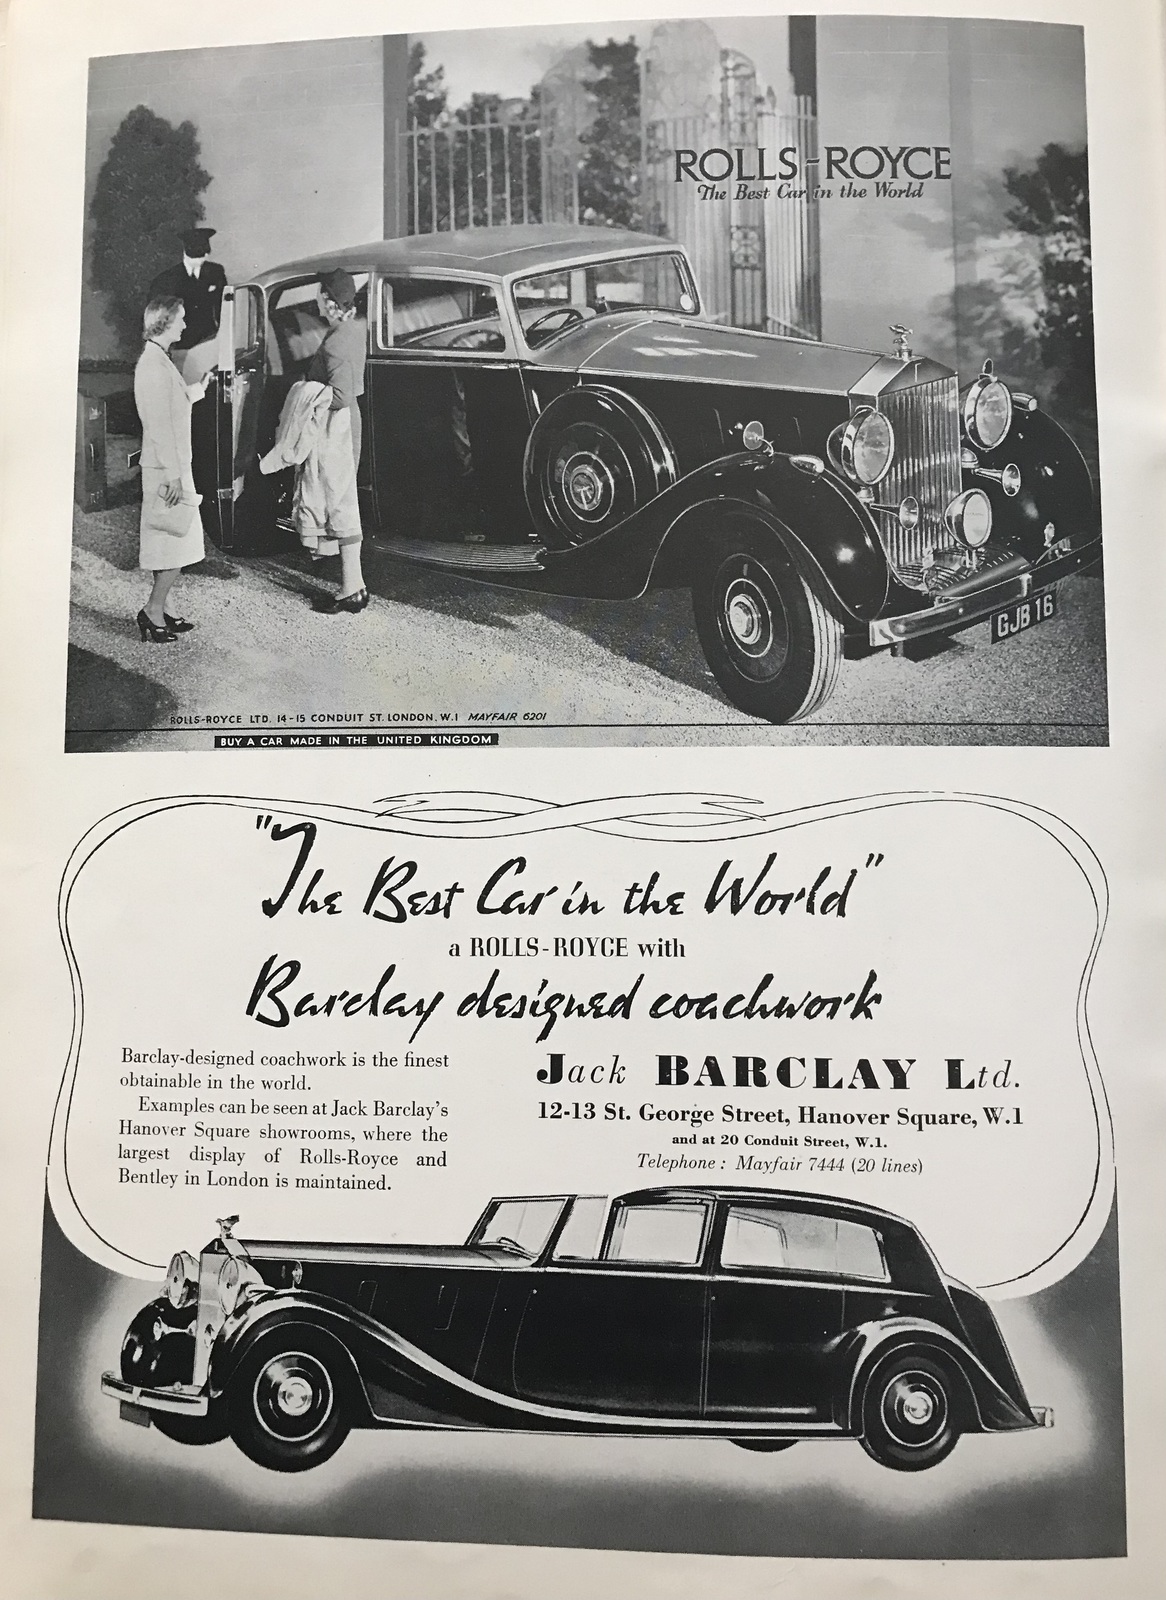 ROLLS-ROYCE
The Best Car in the World
GJB 16
ROLLS-ROYCE LTD. 14-15 CONDUIT ST. LONDON, W.1 MAYFAIR 6201
BUY A CAR MADE IN THE UNITED KINGDOM
"The Best Car in the World"
a ROLLS-ROYCE with
Barclay designed coachwork
Barclay-designed coachwork is the finest
obtainable in the world.
Examples can be seen at Jack Barclay's
Hanover Square showrooms, where the
largest display of Rolls-Royce and
Bentley in London is maintained.
Jack BARCLAY Ltd.
12-13 St. George Street, Hanover Square, W.1
and at 20 Conduit Street, W.1.
Telephone : Mayfair 7444 (20 lines)